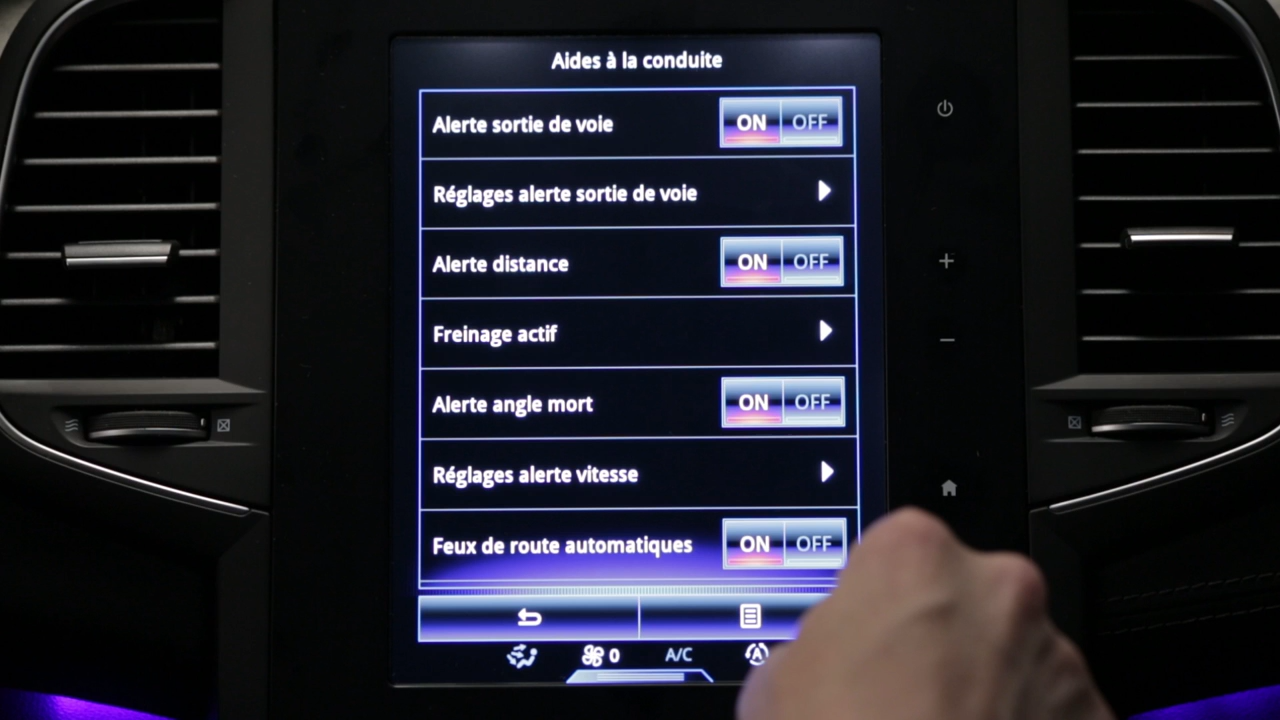 Aides à la conduite
Alerte sortie de voie ON OFF
Réglages alerte sortie de voie
Alerte distance ON OFF
Freinage actif
Alerte angle mort ON OFF
Réglages alerte vitesse
Feux de route automatiques ON OFF
0 A/C A